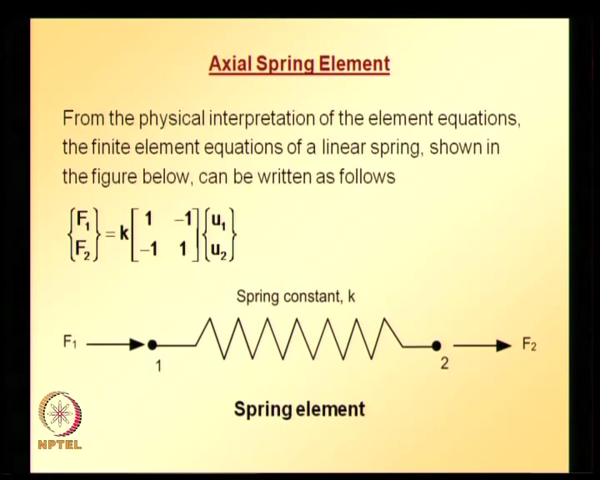 Axial Spring Element
From the physical interpretation of the element equations,
the finite element equations of a linear spring, shown in
the figure below, can be written as follows
{F₁ F₂} = k [1 −1 −1 1] {u₁ u₂}
Spring constant, k
F₁
F₂
1
2
Spring element
NPTEL